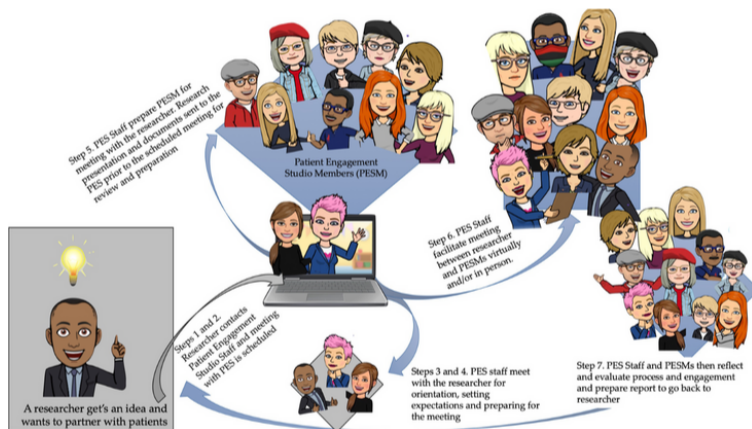 Step 5. PES Staff prepare PESM for
meeting with the researcher. Research
presentation and documents sent to the
PES prior to the scheduled meeting for
review and preparation
Patient Engagement
Studio Members (PESM)
Step 6. PES Staff
facilitate meeting
between researcher
and PESMs virtually
and/or in person.
Steps 1 and 2.
Researcher contacts
Patient Engagement
Studio Staff and meeting
with PES is scheduled
A researcher get's an idea and
wants to partner with patients
Steps 3 and 4. PES staff meet
with the researcher for
orientation, setting
expectations and preparing for
the meeting
Step 7. PES Staff and PESMs then reflect
and evaluate process and engagement
and prepare report to go back to
researcher